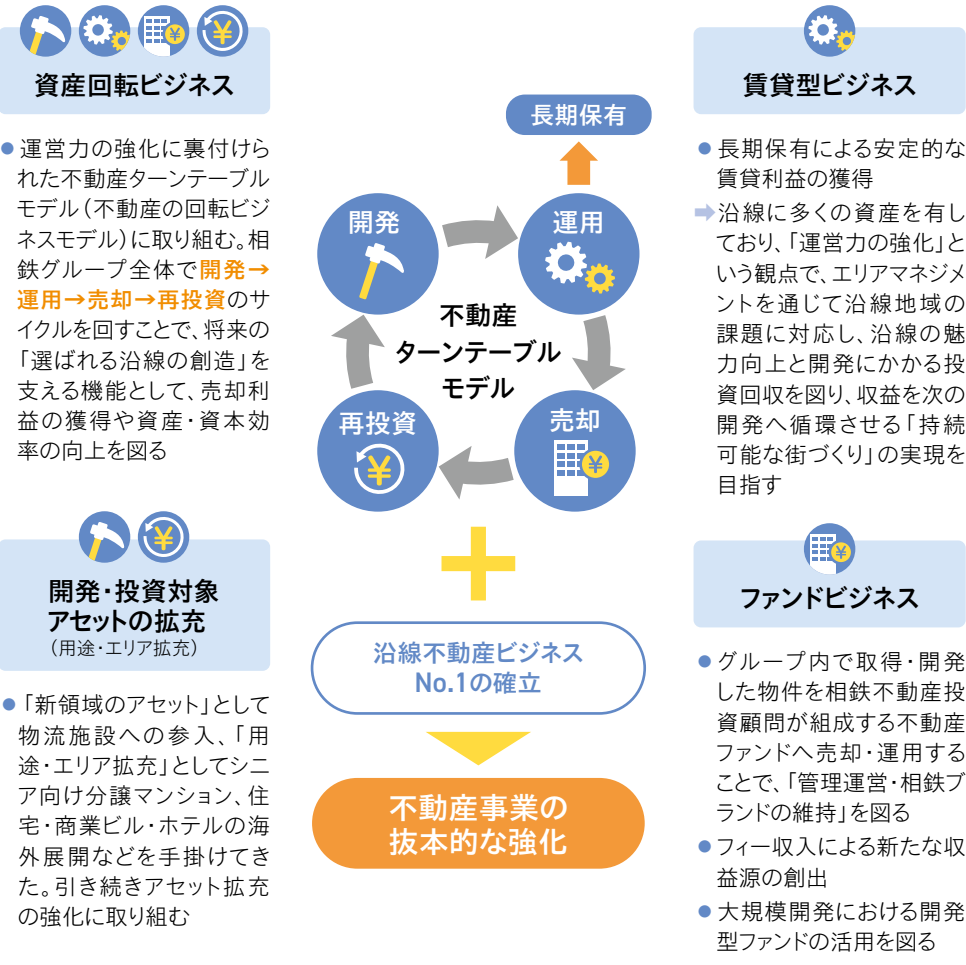 資産回転ビジネス
●運営力の強化に裏付けら
れた不動産ターンテーブル
モデル（不動産の回転ビジ
ネスモデル）に取り組む。相
鉄グループ全体で開発→
運用→売却→再投資のサ
イクルを回すことで、将来の
「選ばれる沿線の創造」を
支える機能として、売却利
益の獲得や資産・資本効
率の向上を図る
開発・投資対象
アセットの拡充
（用途・エリア拡充）
●「新領域のアセット」として
物流施設への参入、「用
途・エリア拡充」としてシニ
ア向け分譲マンション、住
宅・商業ビル・ホテルの海
外展開などを手掛けてき
た。引き続きアセット拡充
の強化に取り組む
長期保有
開発
運用
不動産
ターンテーブル
モデル
再投資
売却
沿線不動産ビジネス
No.1の確立
不動産事業の
抜本的な強化
賃貸型ビジネス
●長期保有による安定的な
賃貸利益の獲得
➡沿線に多くの資産を有し
ており、「運営力の強化」と
いう観点で、エリアマネジメ
ントを通じて沿線地域の
課題に対応し、沿線の魅
力向上と開発にかかる投
資回収を図り、収益を次の
開発へ循環させる「持続
可能な街づくり」の実現を
目指す
ファンドビジネス
●グループ内で取得・開発
した物件を相鉄不動産投
資顧問が組成する不動産
ファンドへ売却・運用する
ことで、「管理運営・相鉄ブ
ランドの維持」を図る
●フィー収入による新たな収
益源の創出
●大規模開発における開発
型ファンドの活用を図る